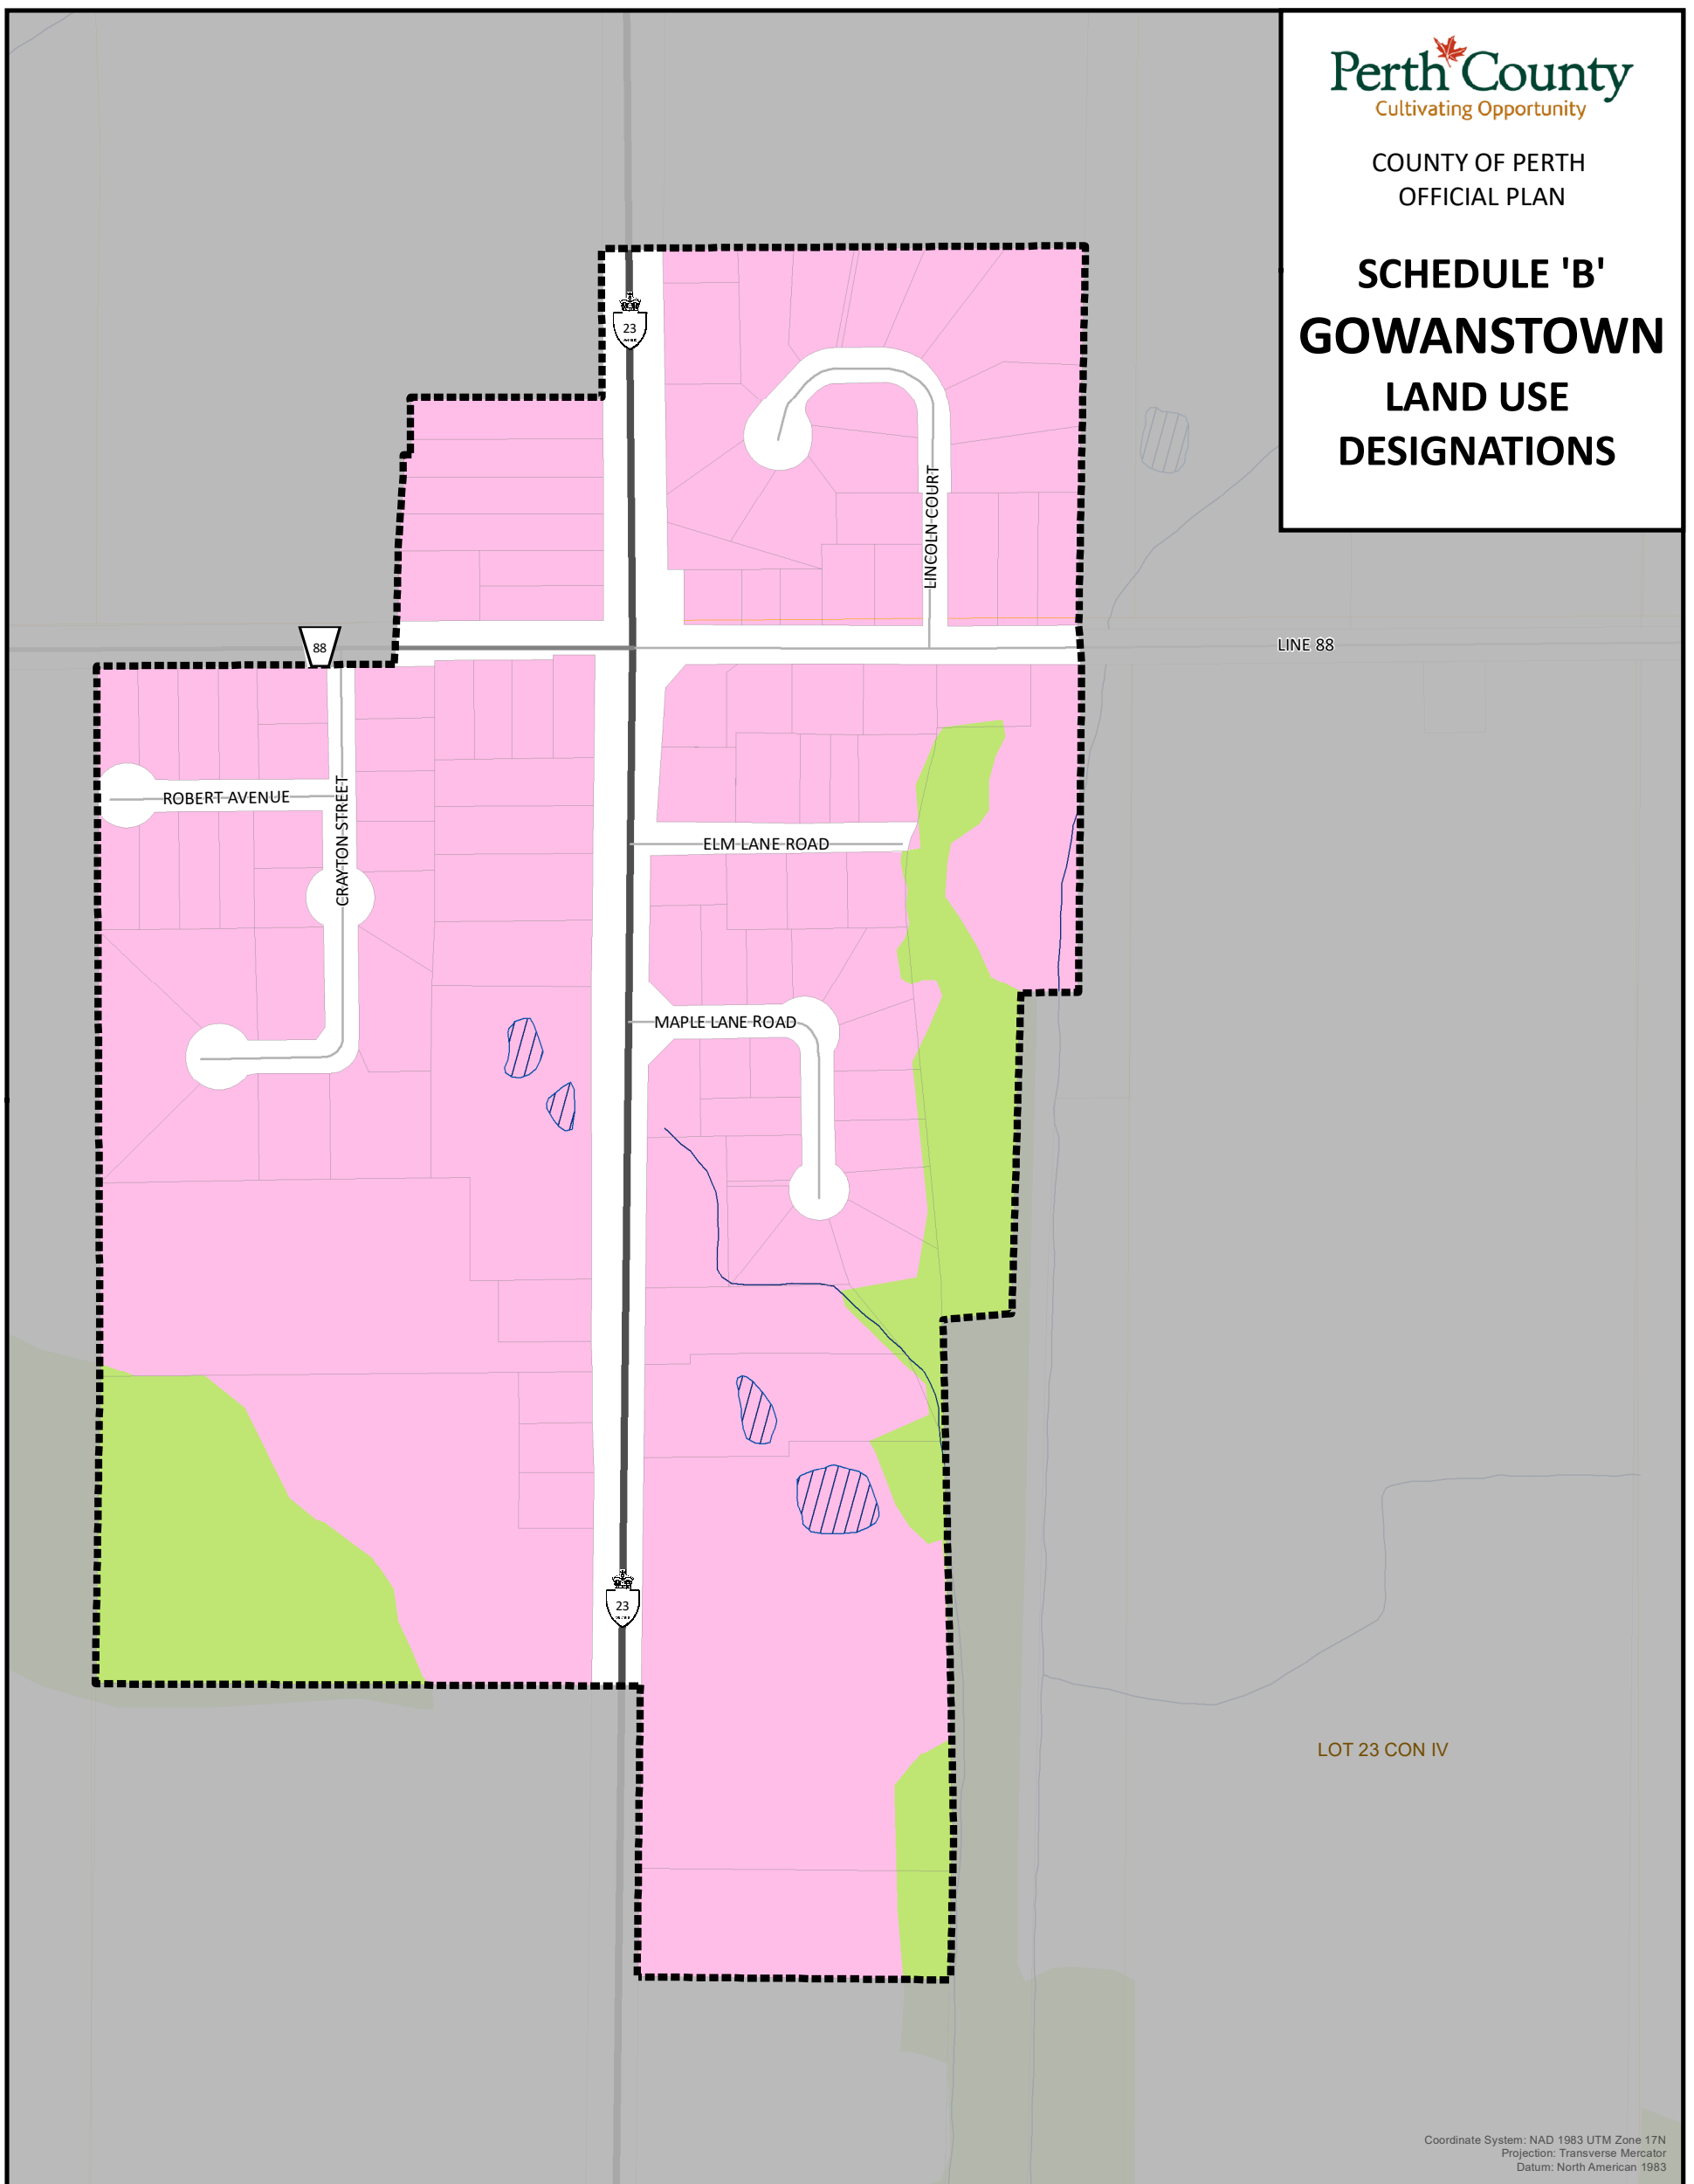 Perth County
Cultivating Opportunity
COUNTY OF PERTH
OFFICIAL PLAN
SCHEDULE 'B'
GOWANSTOWN
LAND USE
DESIGNATIONS
23
LINCOLN COURT
88
LINE 88
ROBERT AVENUE
CRAYTON STREET
ELM LANE ROAD
MAPLE LANE ROAD
23
LOT 23 CON IV
Coordinate System: NAD 1983 UTM Zone 17N
Projection: Transverse Mercator
Datum: North American 1983